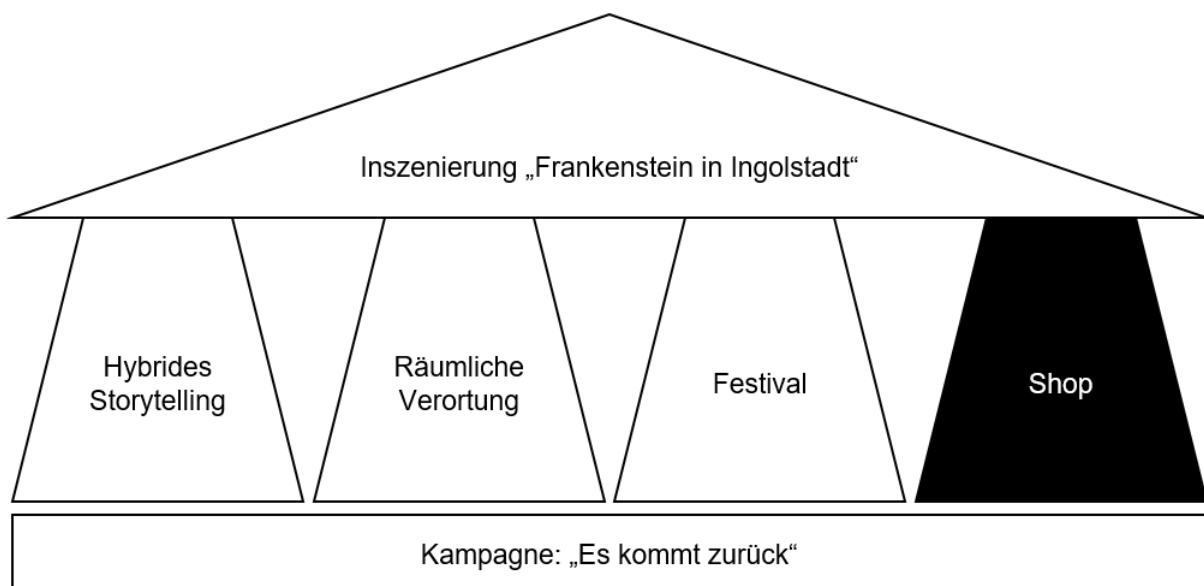 Inszenierung „Frankenstein in Ingolstadt“
Hybrides
Storytelling
Räumliche
Verortung
Festival
Shop
Kampagne: „Es kommt zurück“